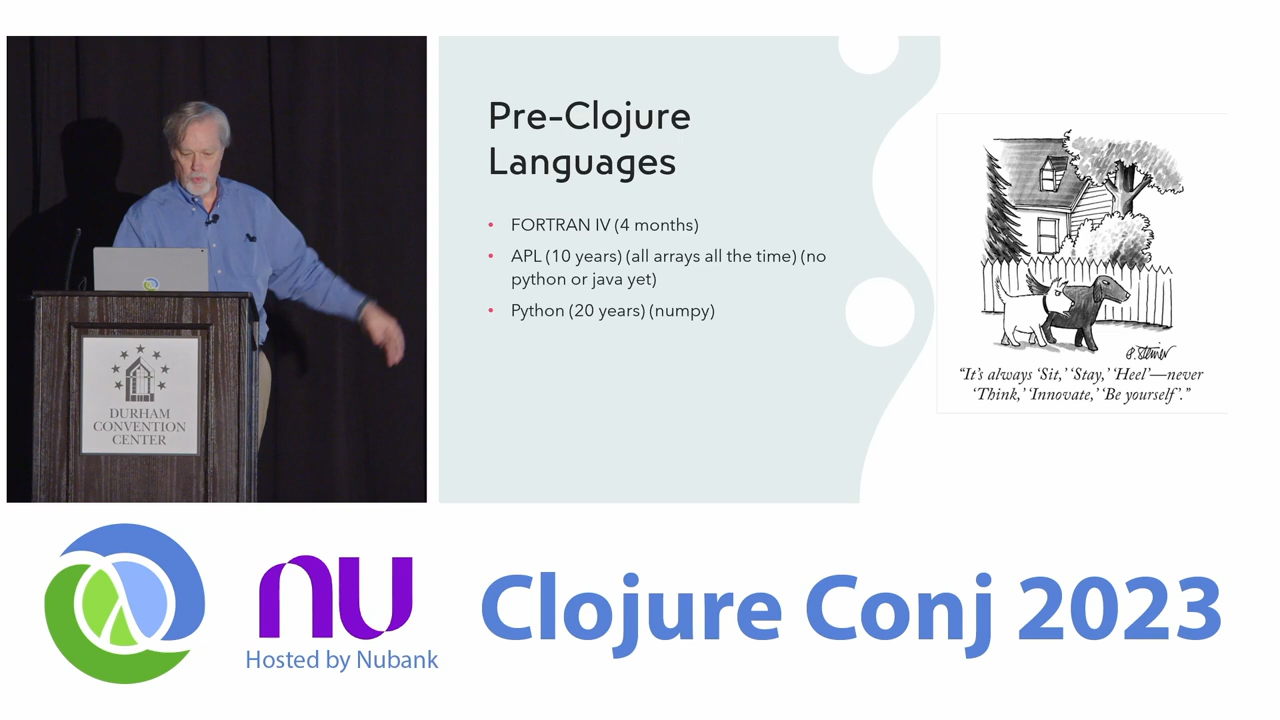 Pre-Clojure
Languages
• FORTRAN IV (4 months)
• APL (10 years) (all arrays all the time) (no
python or java yet)
• Python (20 years) (numpy)
P. Steiner
“It’s always ‘Sit,’ ‘Stay,’ ‘Heel’—never
‘Think,’ ‘Innovate,’ ‘Be yourself’.”
DURHAM
CONVENTION
CENTER
nu
Hosted by Nubank
Clojure Conj 2023